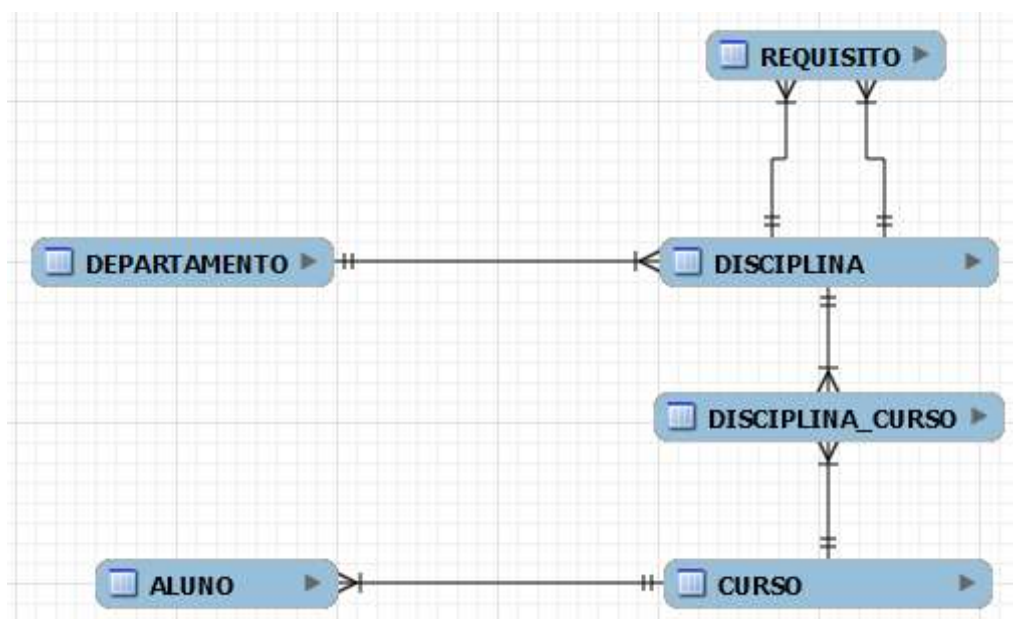 REQUISITO
DEPARTAMENTO
DISCIPLINA
DISCIPLINA_CURSO
ALUNO
CURSO